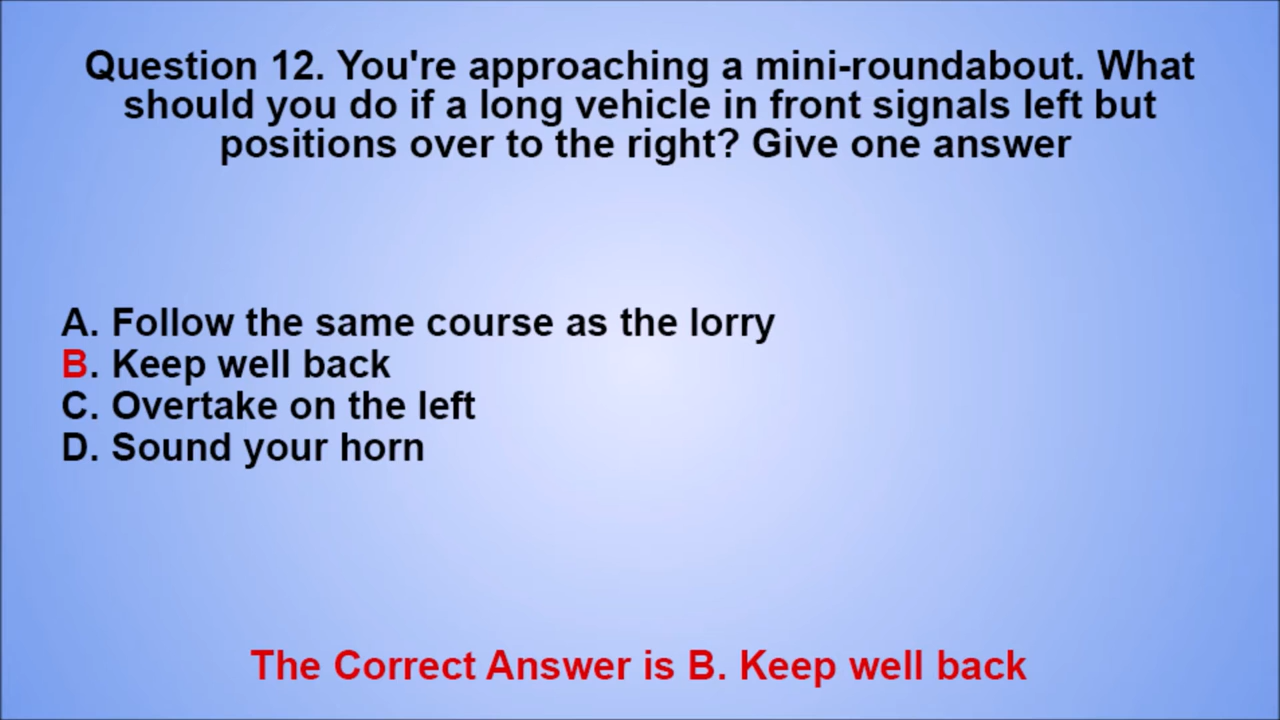 Question 12. You're approaching a mini-roundabout. What
should you do if a long vehicle in front signals left but
positions over to the right? Give one answer
A. Follow the same course as the lorry
B. Keep well back
C. Overtake on the left
D. Sound your horn
The Correct Answer is B. Keep well back